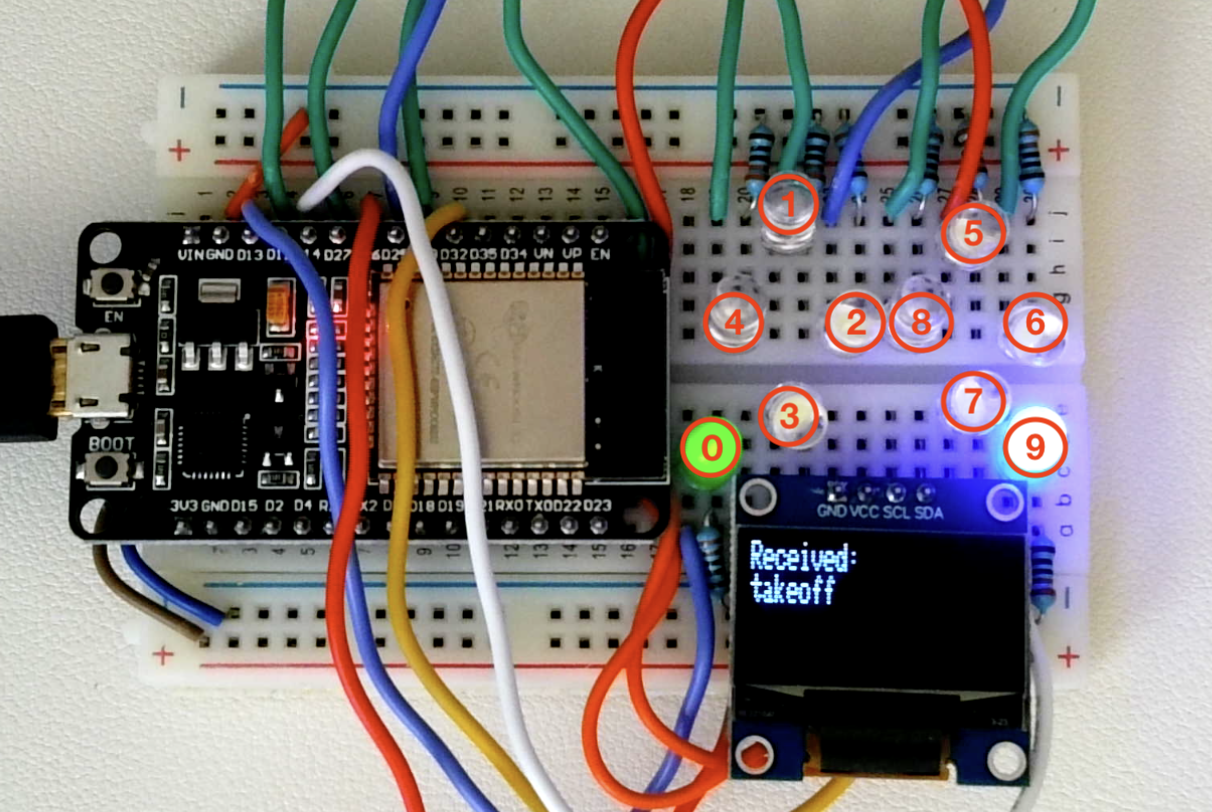 EN
BOOT
VIN GND D13
D27
D32 D35 D34 VN VP EN
3V3 GND D15 D2 D4
D18 D19
RX0 TX0 D22 D23
1
5
4
2
8
6
3
7
0
9
GND VCC SCL SDA
Received:
takeoff